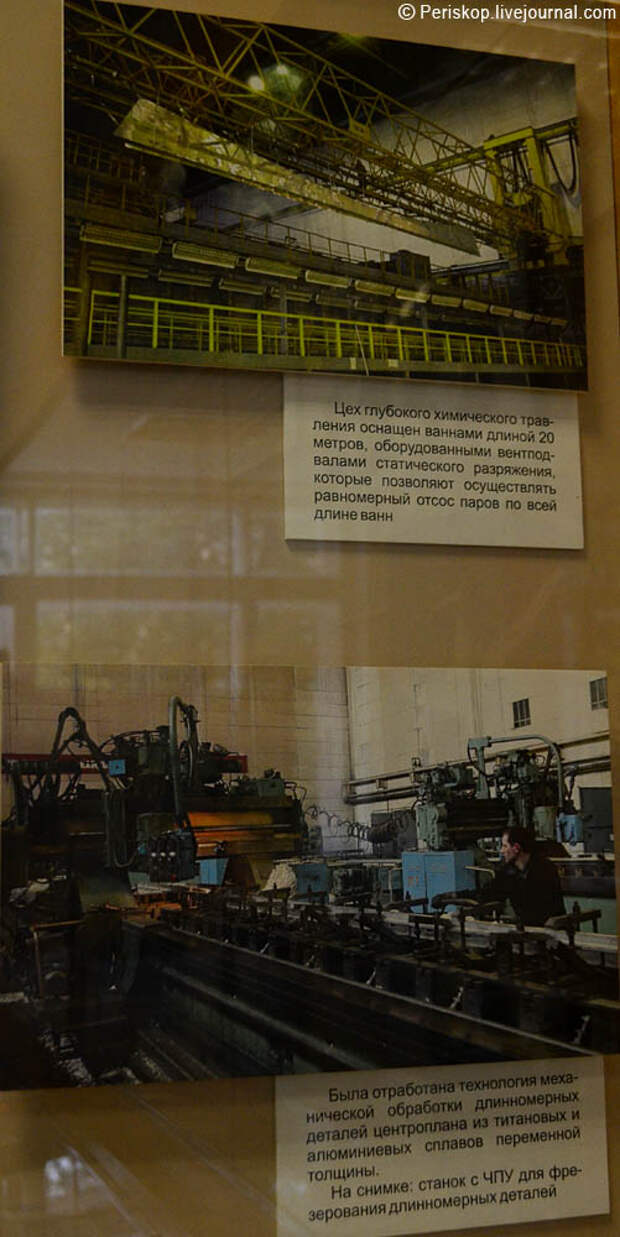 © Periskop.livejournal.com
Цех глубокого химического трав-
ления оснащен ваннами длиной 20
метров, оборудованными вентпод-
валами статического разряжения,
которые позволяют осуществлять
равномерный отсос паров по всей
длине ванн
Была отработана технология меха-
нической обработки длинномерных
деталей центроплана из титановых и
алюминиевых сплавов переменной
толщины.
На снимке: станок с ЧПУ для фре-
зерования длинномерных деталей